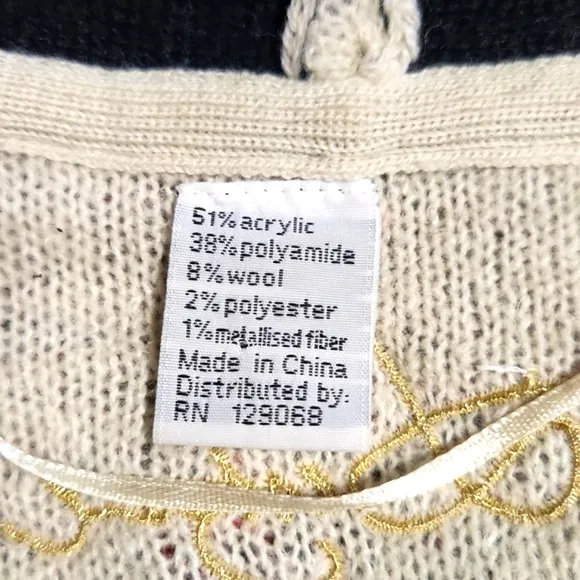 51%acrylic
38%polyamide
8%wool
2%polyester
1%metallised fiber
Made in China
Distributed by:
RN 129068